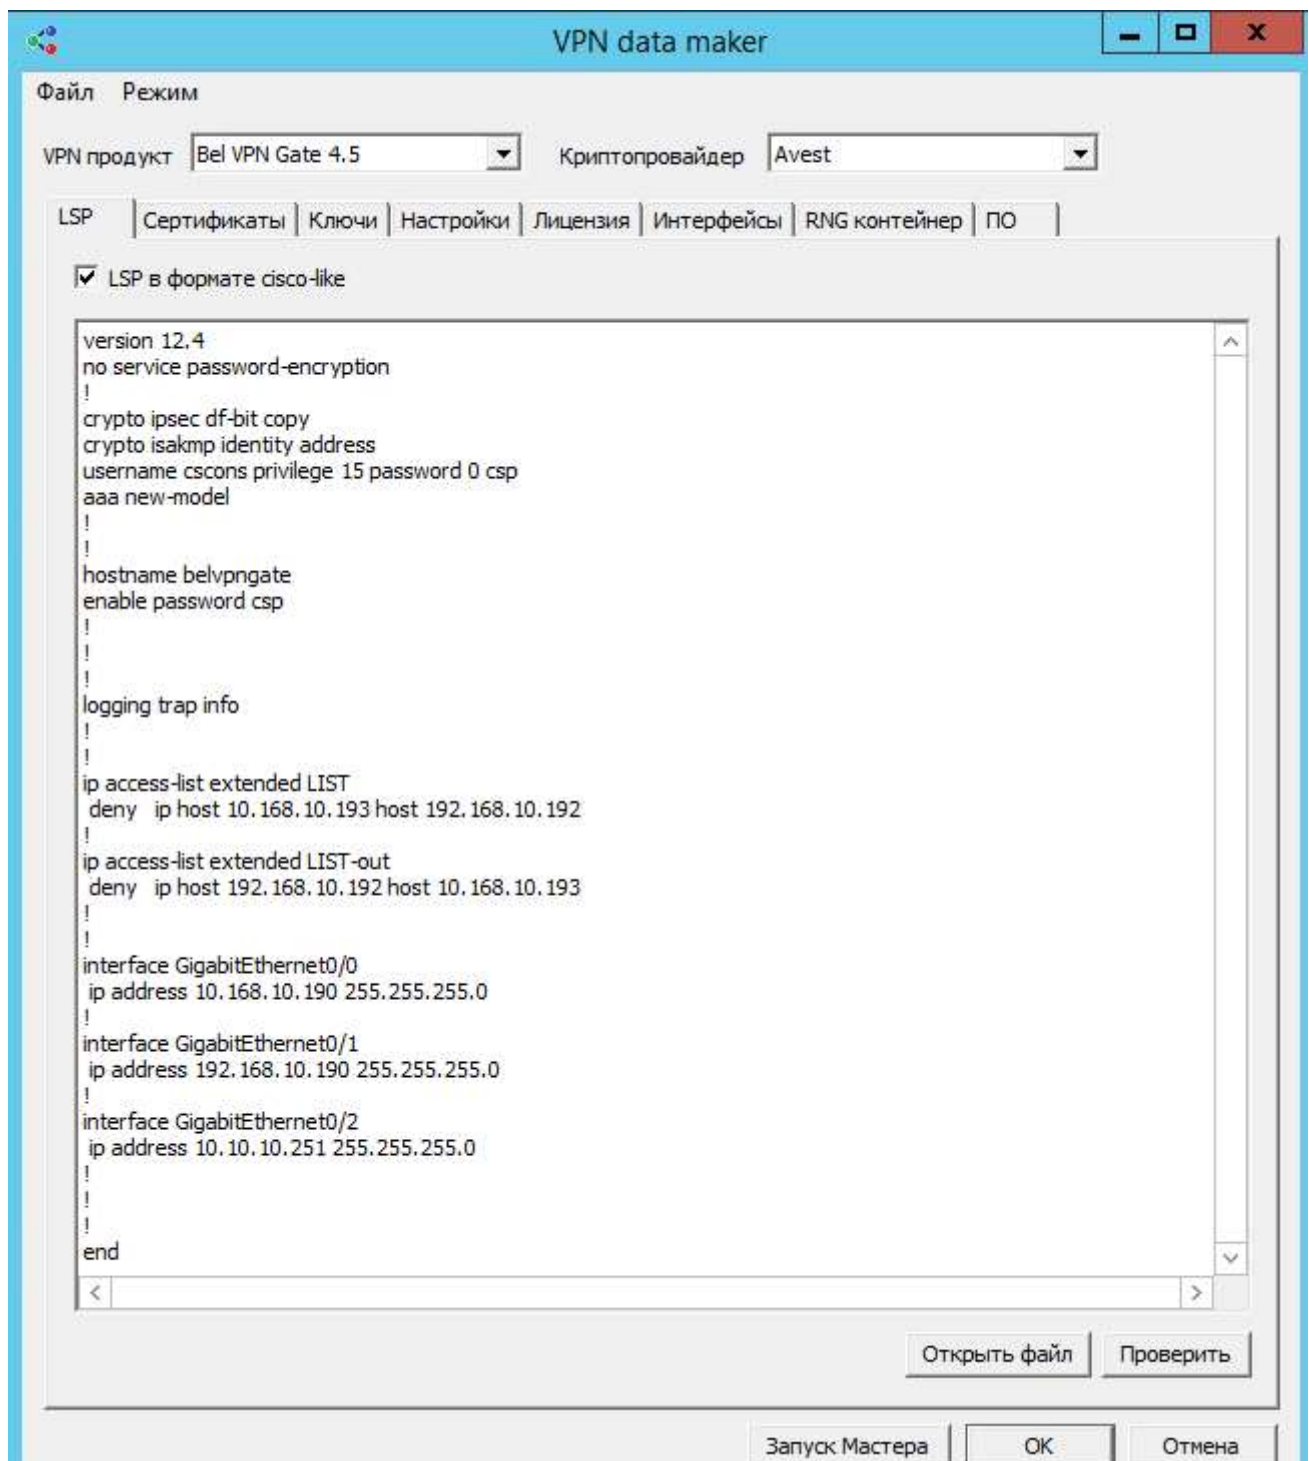 VPN data maker
Файл Режим
VPN продукт Bel VPN Gate 4.5 Криптопровайдер Avest
LSP Сертификаты Ключи Настройки Лицензия Интерфейсы RNG контейнер ПО
LSP в формате cisco-like
version 12.4
no service password-encryption
!
crypto ipsec df-bit copy
crypto isakmp identity address
username cscons privilege 15 password 0 csp
aaa new-model
!
!
hostname belvpngate
enable password csp
!
!
!
logging trap info
!
!
ip access-list extended LIST
deny ip host 10.168.10.193 host 192.168.10.192
!
ip access-list extended LIST-out
deny ip host 192.168.10.192 host 10.168.10.193
!
!
interface GigabitEthernet0/0
ip address 10.168.10.190 255.255.255.0
!
interface GigabitEthernet0/1
ip address 192.168.10.190 255.255.255.0
!
interface GigabitEthernet0/2
ip address 10.10.10.251 255.255.255.0
!
!
!
end
Открыть файл Проверить
Запуск Мастера OK Отмена